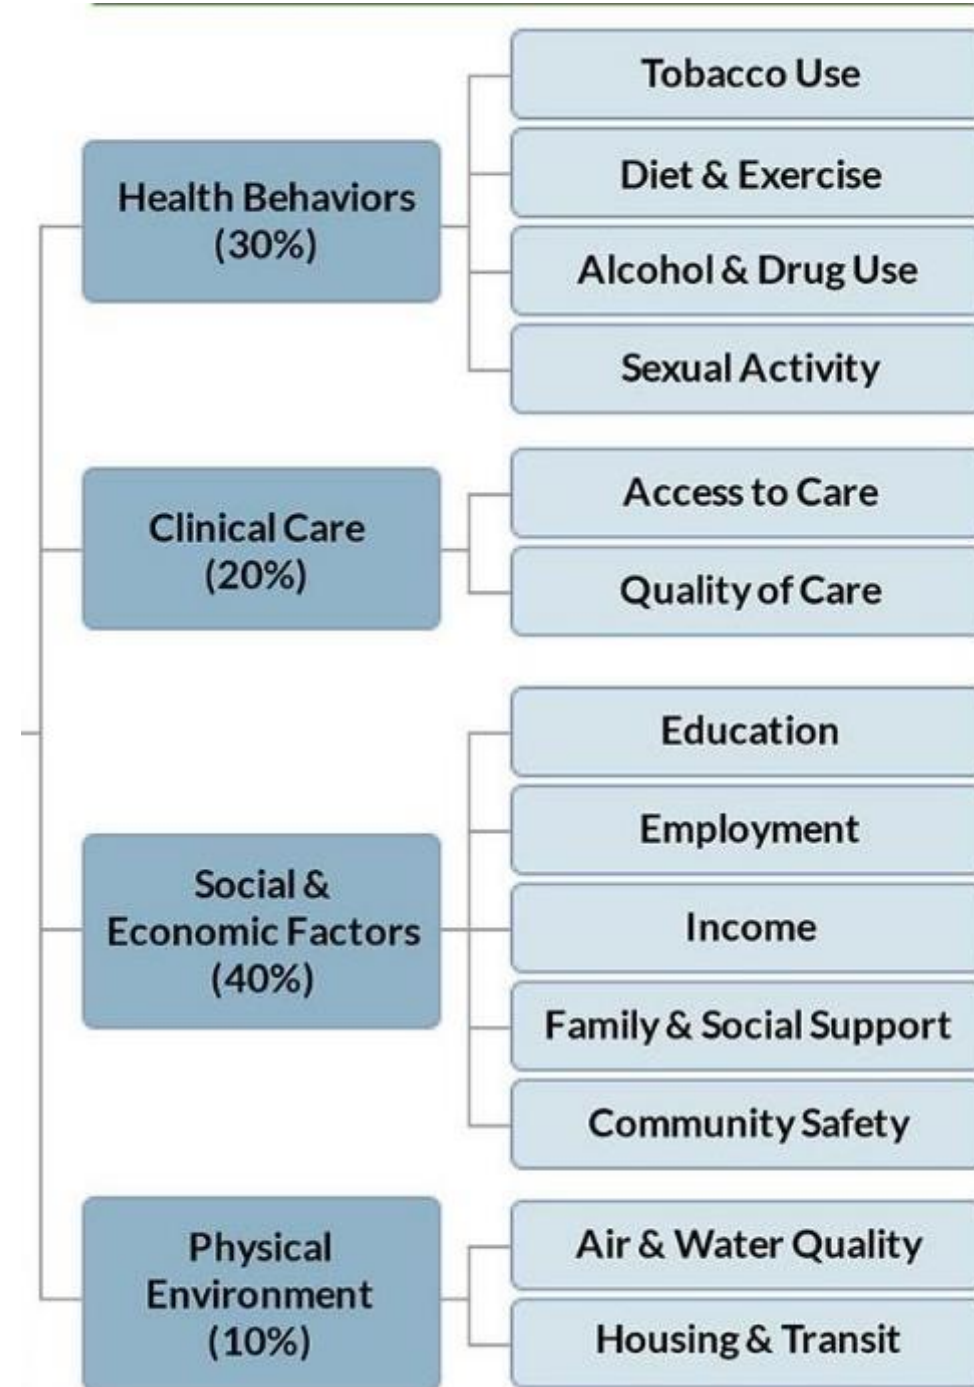 Health Behaviors
(30%)
Tobacco Use
Diet & Exercise
Alcohol & Drug Use
Sexual Activity
Clinical Care
(20%)
Access to Care
Quality of Care
Social &
Economic Factors
(40%)
Education
Employment
Income
Family & Social Support
Community Safety
Physical
Environment
(10%)
Air & Water Quality
Housing & Transit